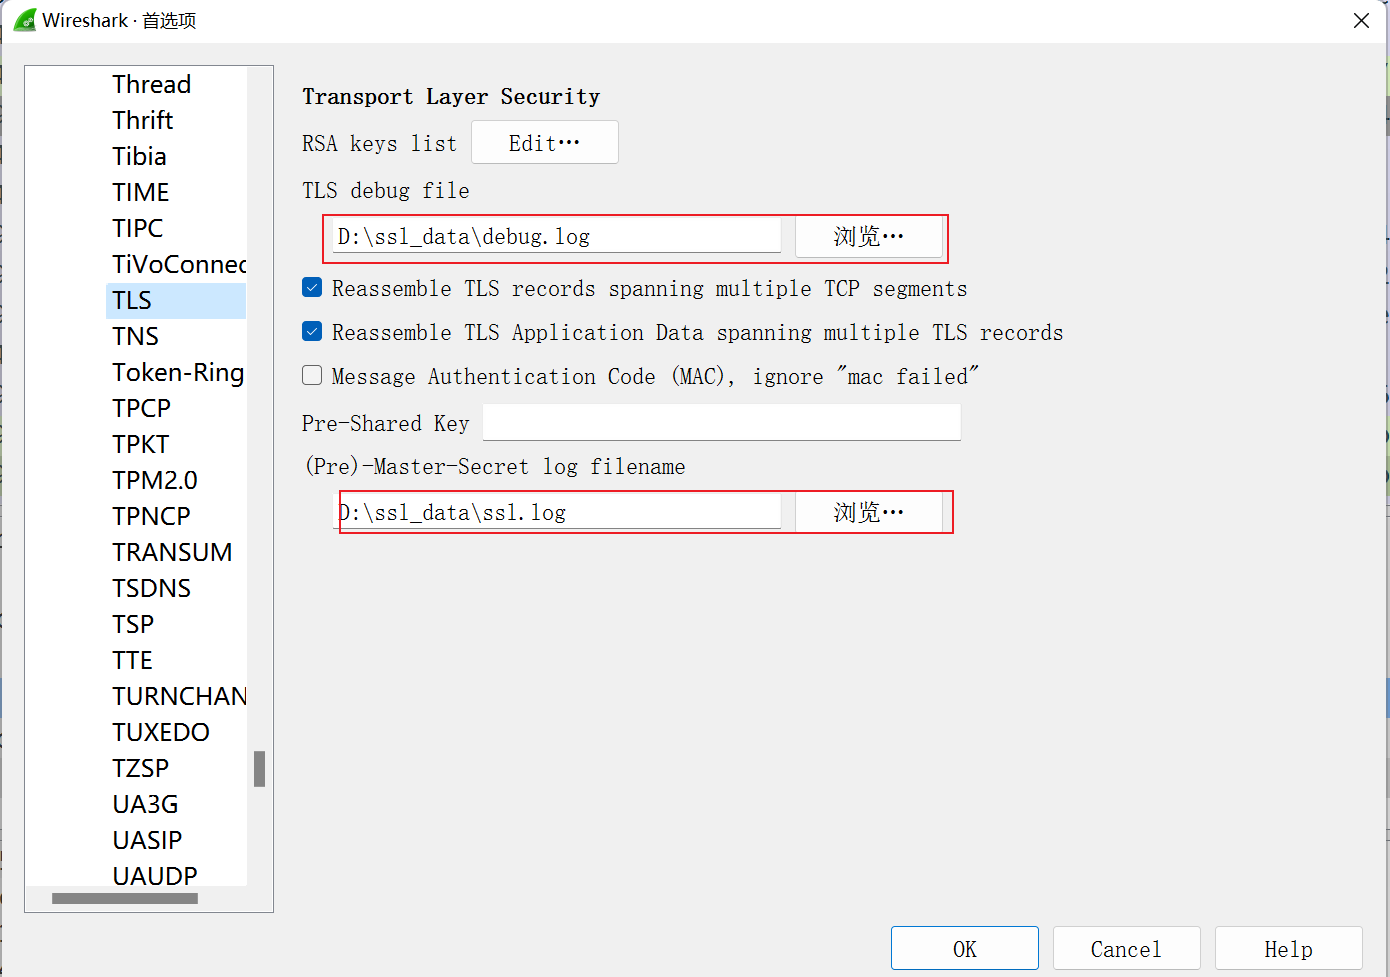 Wireshark · 首选项
Thread
Thrift
Tibia
TIME
TIPC
TiVoConnec
TLS
TNS
Token-Ring
TPCP
TPKT
TPM2.0
TPNCP
TRANSUM
TSDNS
TSP
TTE
TURNCHAN
TUXEDO
TZSP
UA3G
UASIP
UAUDP
Transport Layer Security
RSA keys list Edit…
TLS debug file
D:\ssl_data\debug.log 浏览…
Reassemble TLS records spanning multiple TCP segments
Reassemble TLS Application Data spanning multiple TLS records
Message Authentication Code (MAC), ignore "mac failed"
Pre-Shared Key
(Pre)-Master-Secret log filename
D:\ssl_data\ssl.log 浏览…
OK Cancel Help